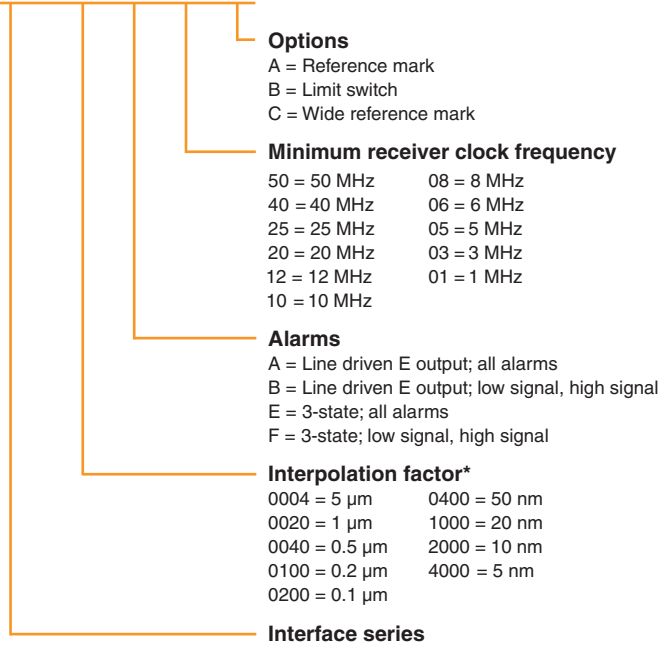 Options
A = Reference mark
B = Limit switch
C = Wide reference mark
Minimum receiver clock frequency
50 = 50 MHz 08 = 8 MHz
40 = 40 MHz 06 = 6 MHz
25 = 25 MHz 05 = 5 MHz
20 = 20 MHz 03 = 3 MHz
12 = 12 MHz 01 = 1 MHz
10 = 10 MHz
Alarms
A = Line driven E output; all alarms
B = Line driven E output; low signal, high signal
E = 3-state; all alarms
F = 3-state; low signal, high signal
Interpolation factor*
0004 = 5 µm 0400 = 50 nm
0020 = 1 µm 1000 = 20 nm
0040 = 0.5 µm 2000 = 10 nm
0100 = 0.2 µm 4000 = 5 nm
0200 = 0.1 µm
Interface series